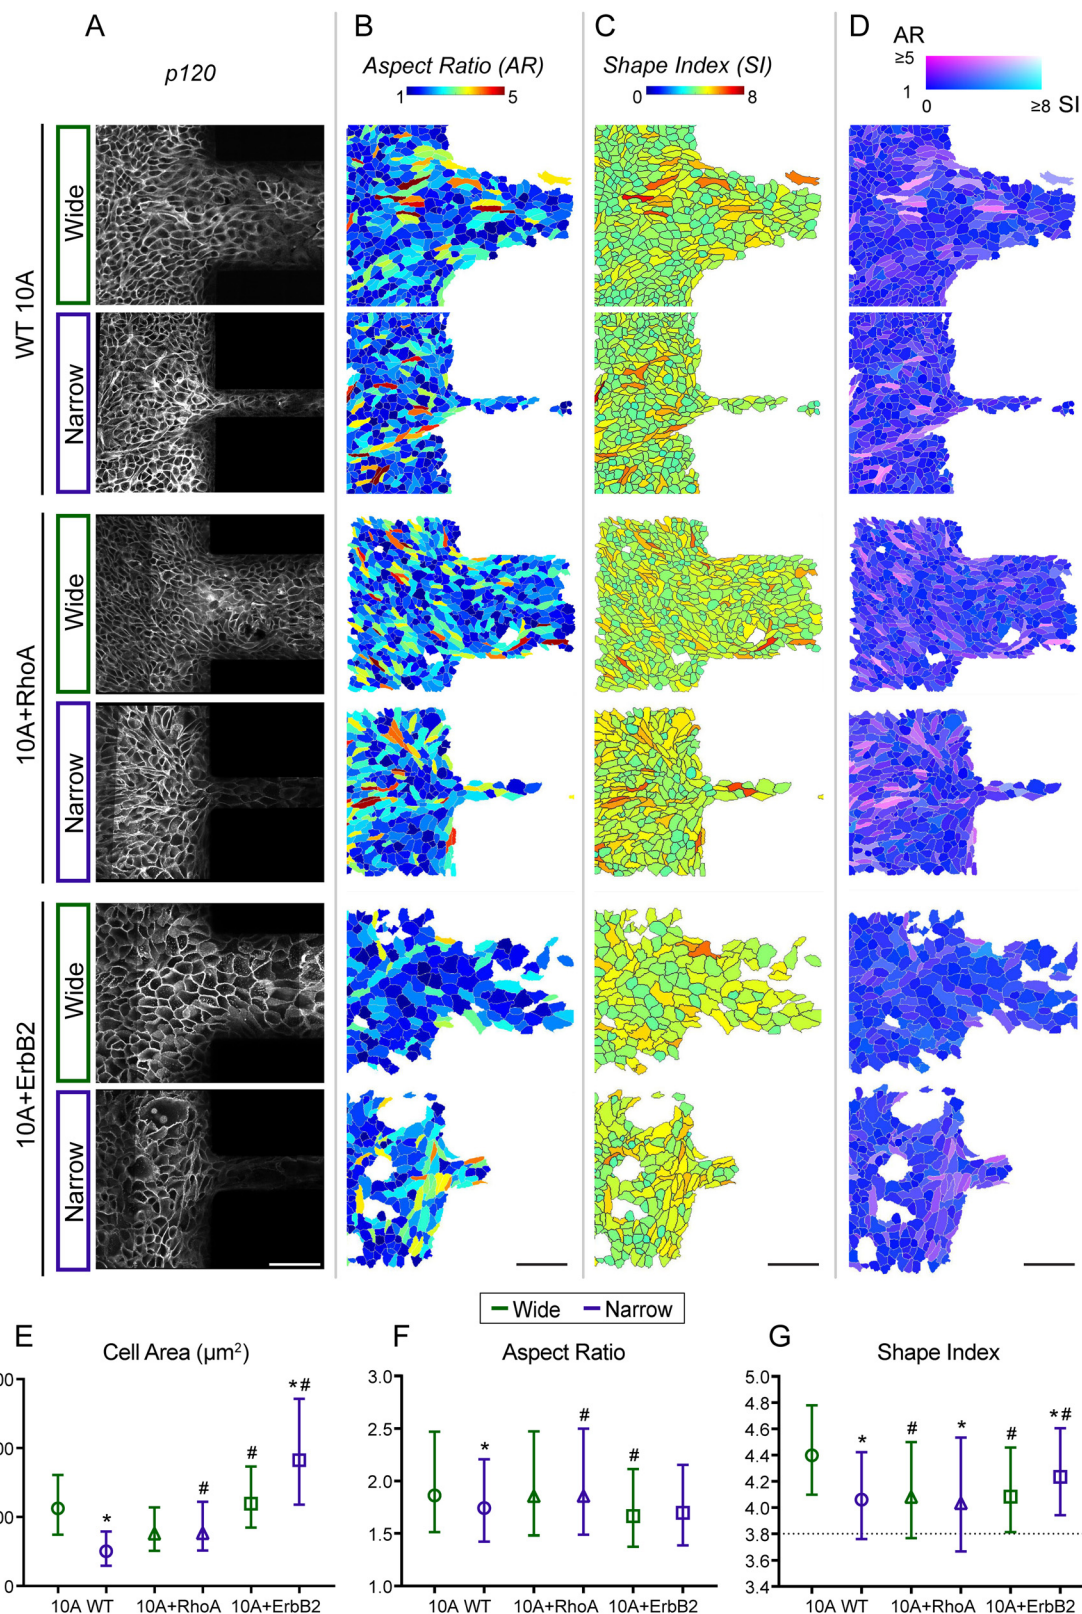 A
B
C
D
p120
Aspect Ratio (AR)
1 5
Shape Index (SI)
0 8
AR
≥5
1
0 ≥8 SI
WT 10A
Wide
Narrow
10A+RhoA
Wide
Narrow
10A+ErbB2
Wide
Narrow
Wide Narrow
E
Cell Area (µm²)
0
* # # * #
10A WT 10A+RhoA 10A+ErbB2
F
Aspect Ratio
3.0
2.5
2.0
1.5
1.0
* # #
10A WT 10A+RhoA 10A+ErbB2
G
Shape Index
5.0
4.8
4.6
4.4
4.2
4.0
3.8
3.6
3.4
* # * # *#
10A WT 10A+RhoA 10A+ErbB2